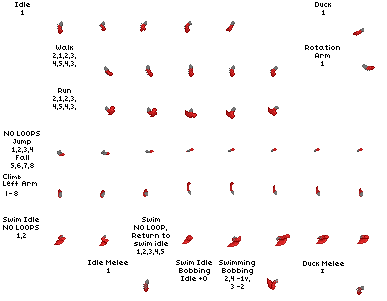 Idle
1
Duck
1
Walk
2,1,2,3,
4,5,4,3,
Rotation
Arm
1
Run
2,1,2,3,
4,5,4,3,
NO LOOPS
Jump
1,2,3,4
Fall
5,6,7,8
Climb
Left Arm
1-8
Swim Idle
NO LOOPS
1,2
Swim
NO LOOP,
Return to
swim idle
1,2,3,4,5
Idle Melee
1
Swim Idle
Bobbing
Idle +0
Swimming
Bobbing
2,4 -1v,
3 -2
Duck Melee
1